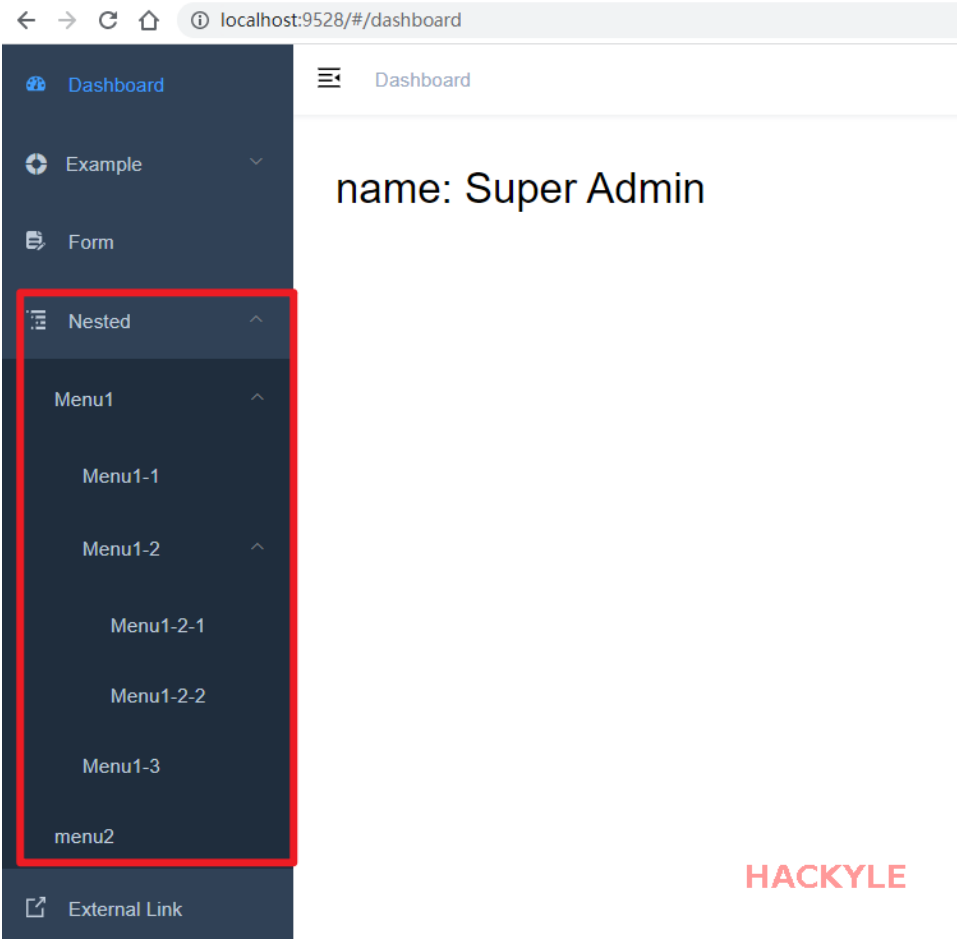 localhost:9528/#/dashboard
Dashboard
Dashboard
Example
name: Super Admin
Form
Nested
Menu1
Menu1-1
Menu1-2
Menu1-2-1
Menu1-2-2
Menu1-3
menu2
HACKYLE
External Link